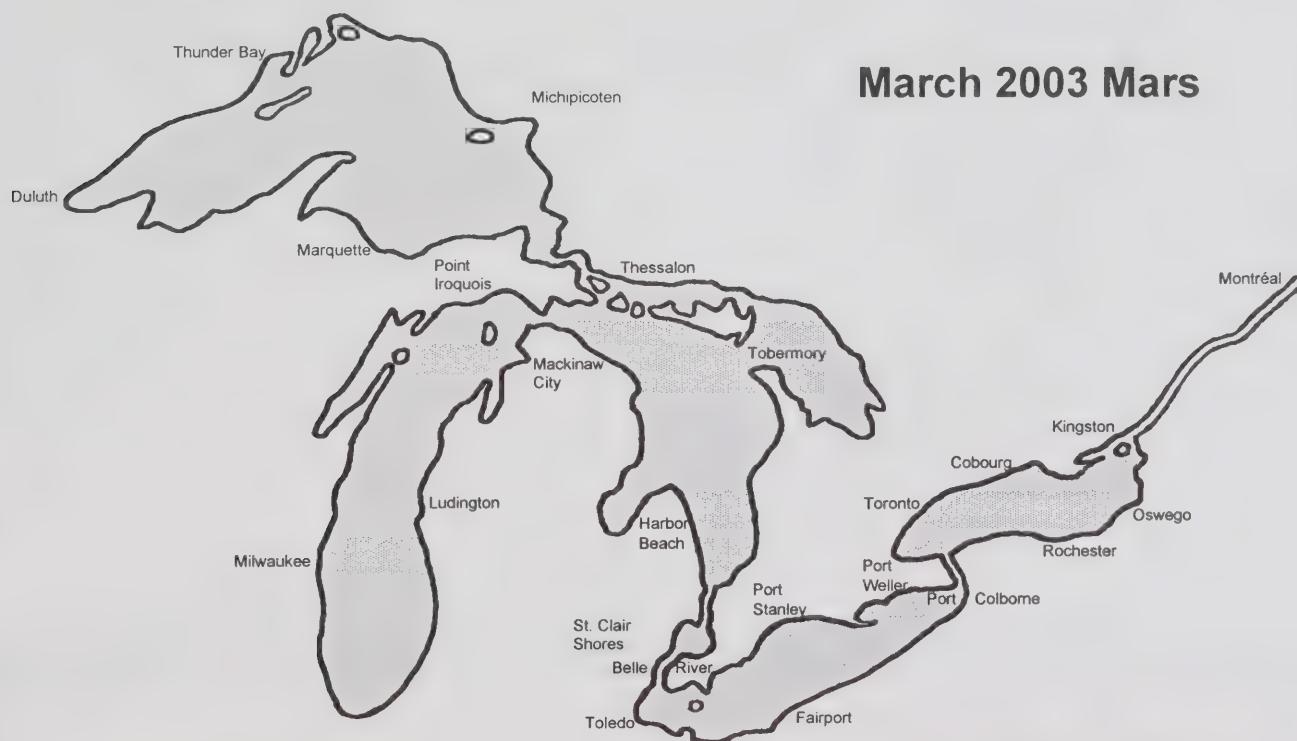 March 2003 Mars
Thunder Bay
Michipicoten
Duluth
Marquette
Point
Iroquois
Thessalon
Montréal
Mackinaw
City
Tobermory
Kingston
Cobourg
Toronto
Oswego
Rochester
Ludington
Milwaukee
Harbor
Beach
Port
Weller
Port Colborne
Port
Stanley
St. Clair
Shores
Belle River
Toledo
Fairport